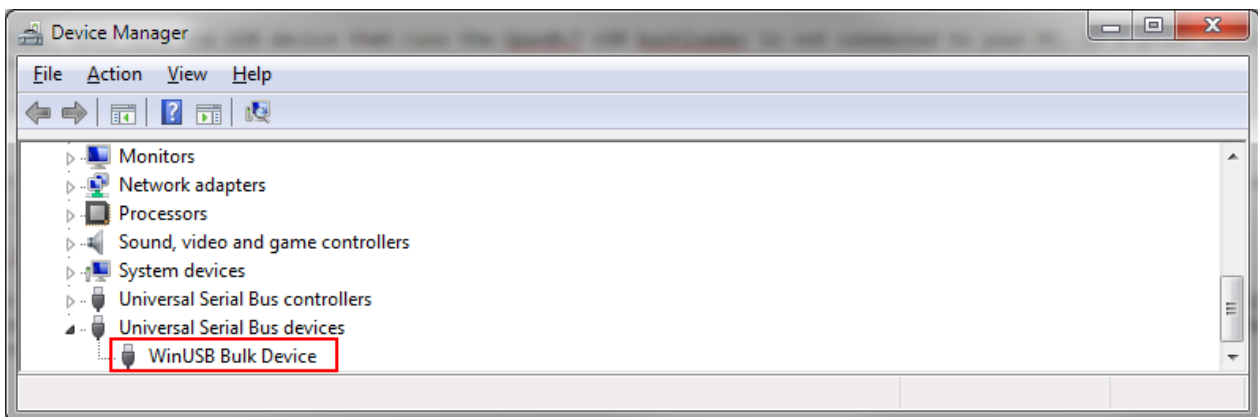 Device Manager
File Action View Help
Monitors
Network adapters
Processors
Sound, video and game controllers
System devices
Universal Serial Bus controllers
Universal Serial Bus devices
WinUSB Bulk Device